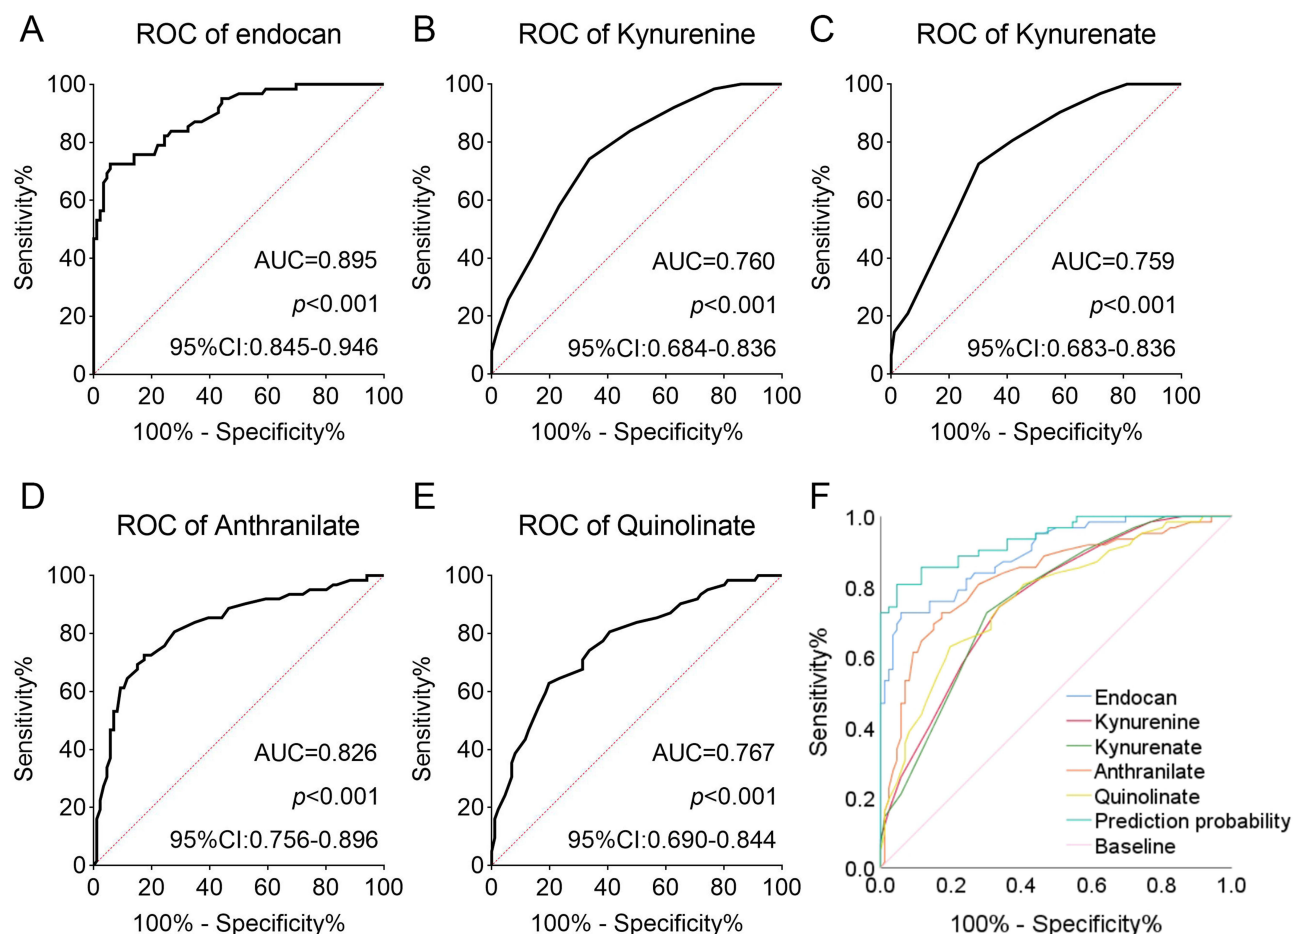 A
ROC of endocan
100
80
60
40
20
0
Sensitivity%
AUC=0.895
p<0.001
95%CI:0.845-0.946
0 20 40 60 80 100
100% - Specificity%
B
ROC of Kynurenine
100
80
60
40
20
0
Sensitivity%
AUC=0.760
p<0.001
95%CI:0.684-0.836
0 20 40 60 80 100
100% - Specificity%
C
ROC of Kynurenate
100
80
60
40
20
0
Sensitivity%
AUC=0.759
p<0.001
95%CI:0.683-0.836
0 20 40 60 80 100
100% - Specificity%
D
ROC of Anthranilate
100
80
60
40
20
0
Sensitivity%
AUC=0.826
p<0.001
95%CI:0.756-0.896
0 20 40 60 80 100
100% - Specificity%
E
ROC of Quinolinate
100
80
60
40
20
0
Sensitivity%
AUC=0.767
p<0.001
95%CI:0.690-0.844
0 20 40 60 80 100
100% - Specificity%
F
1.0
0.8
0.6
0.4
0.2
0.0
Sensitivity%
Endocan
Kynurenine
Kynurenate
Anthranilate
Quinolinate
Prediction probability
Baseline
0.0 0.2 0.4 0.6 0.8 1.0
100% - Specificity%